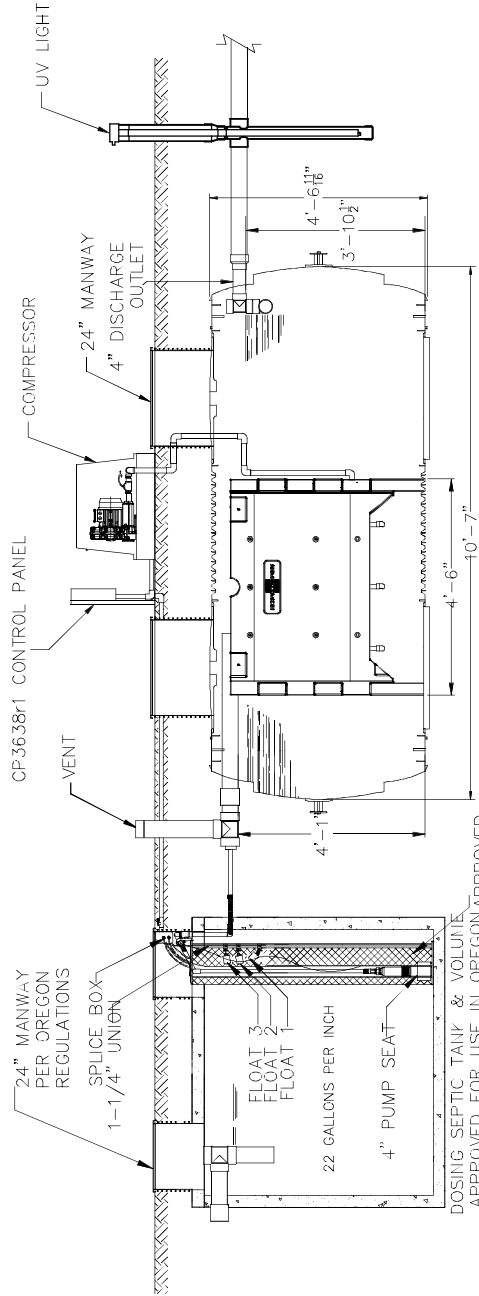 24" MANWAY
PER OREGON
REGULATIONS
SPLICE BOX
1-1/4" UNION
FLOAT 3
FLOAT 2
FLOAT 1
22 GALLONS PER INCH
4" PUMP SEAT
DOSING SEPTIC TANK & VOLUME
APPROVED FOR USE IN OREGON APPROVED
VENT
CP3638r1 CONTROL PANEL
COMPRESSOR
24" MANWAY
4" DISCHARGE
OUTLET
UV LIGHT
4'-1"
4'-6"
10'-7"
3'-10 1/2"
4'-6 11/16"